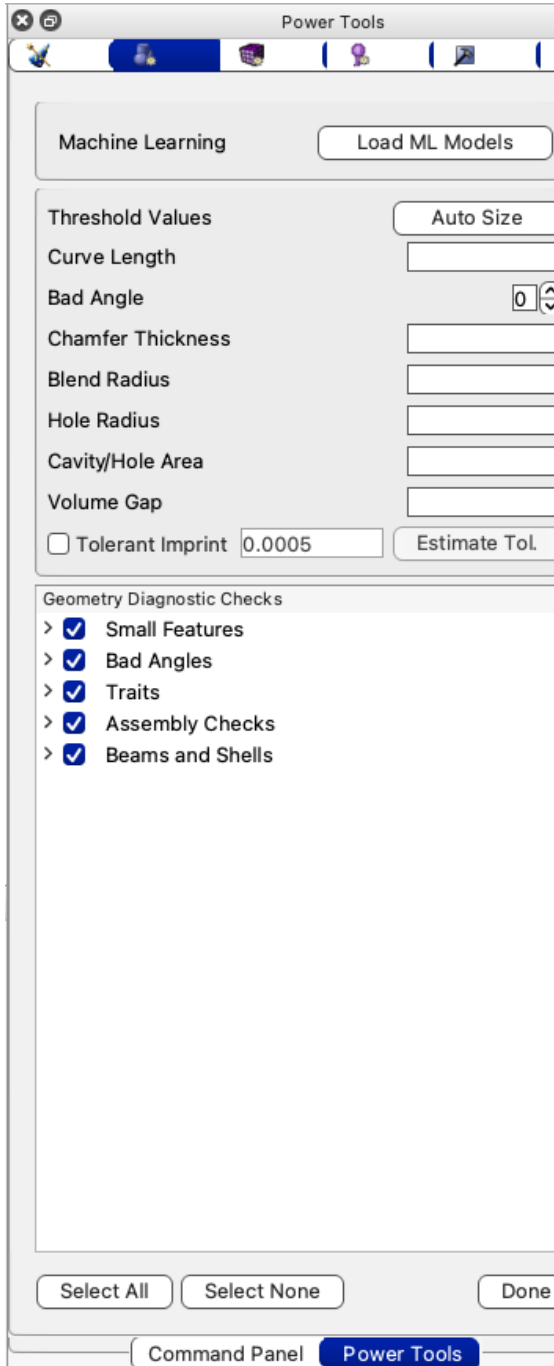 Power Tools
Machine Learning Load ML Models
Threshold Values Auto Size
Curve Length
Bad Angle 0
Chamfer Thickness
Blend Radius
Hole Radius
Cavity/Hole Area
Volume Gap
Tolerant Imprint 0.0005 Estimate Tol.
Geometry Diagnostic Checks
Small Features
Bad Angles
Traits
Assembly Checks
Beams and Shells
Select All Select None Done
Command Panel Power Tools